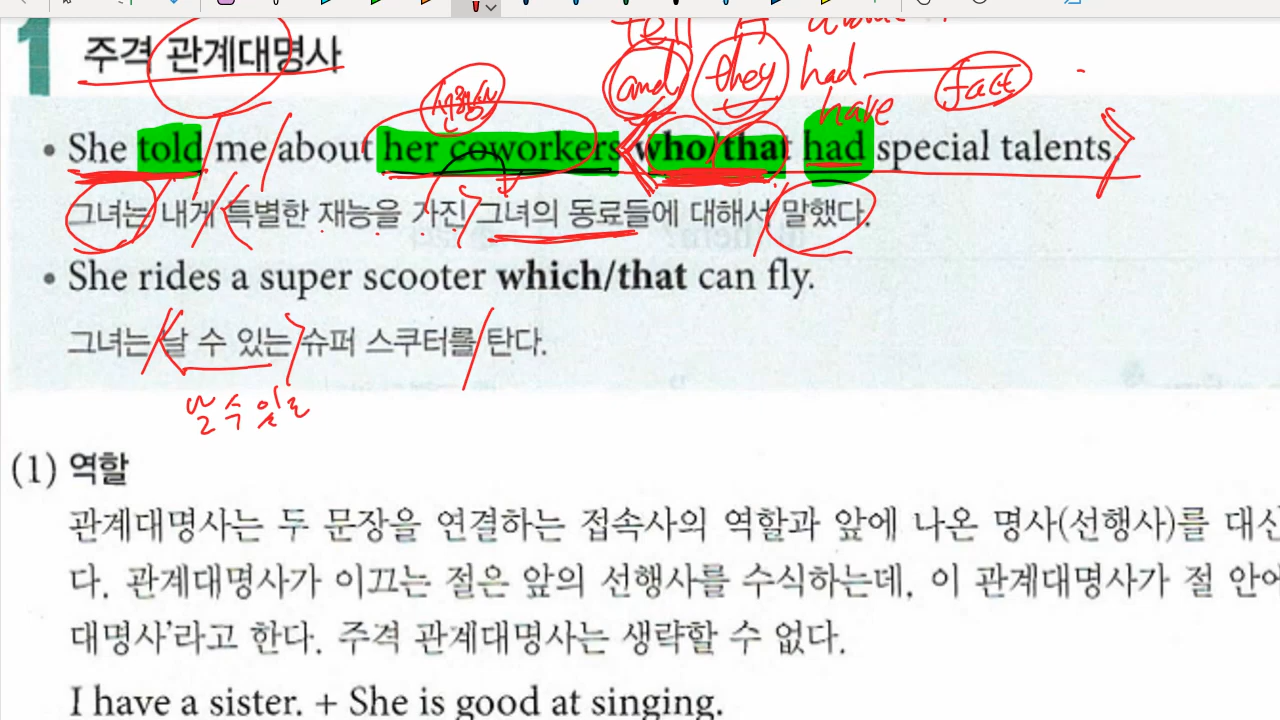 tell
and they had
have
fact
1 주격 관계대명사
• She told me about her coworkers who/that had special talents.
그녀는 내게 특별한 재능을 가진 그녀의 동료들에 대해서 말했다.
• She rides a super scooter which/that can fly.
그녀는 날 수 있는 슈퍼 스쿠터를 탄다.
날 수 있는
(1) 역할
관계대명사는 두 문장을 연결하는 접속사의 역할과 앞에 나온 명사(선행사)를 대신
다. 관계대명사가 이끄는 절은 앞의 선행사를 수식하는데, 이 관계대명사가 절 안에
대명사’라고 한다. 주격 관계대명사는 생략할 수 없다.
I have a sister. + She is good at singing.